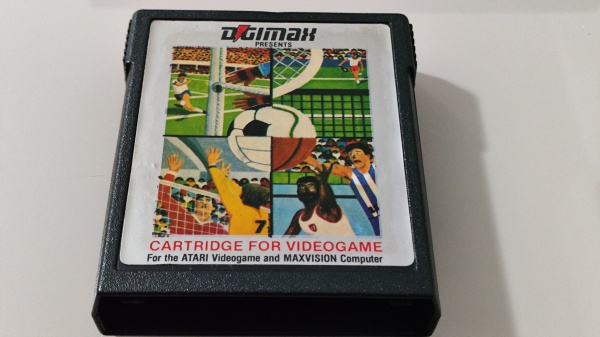 DIGIMAX
PRESENTS
7
CARTRIDGE FOR VIDEOGAME
For the ATARI Videogame and MAXVISION Computer